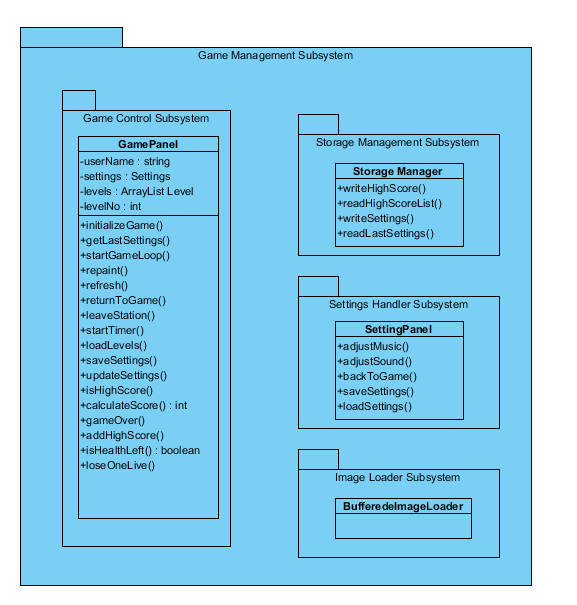 Game Management Subsystem
Game Control Subsystem
GamePanel
-userName : string
-settings : Settings
-levels : ArrayList Level
-levelNo : int
+initializeGame()
+getLastSettings()
+startGameLoop()
+repaint()
+refresh()
+returnToGame()
+leaveStation()
+startTimer()
+loadLevels()
+saveSettings()
+updateSettings()
+isHighScore()
+calculateScore() : int
+gameOver()
+addHighScore()
+isHealthLeft() : boolean
+loseOneLive()
Storage Management Subsystem
Storage Manager
+writeHighScore()
+readHighScoreList()
+writeSettings()
+readLastSettings()
Settings Handler Subsystem
SettingPanel
+adjustMusic()
+adjustSound()
+backToGame()
+saveSettings()
+loadSettings()
Image Loader Subsystem
BufferedeImageLoader